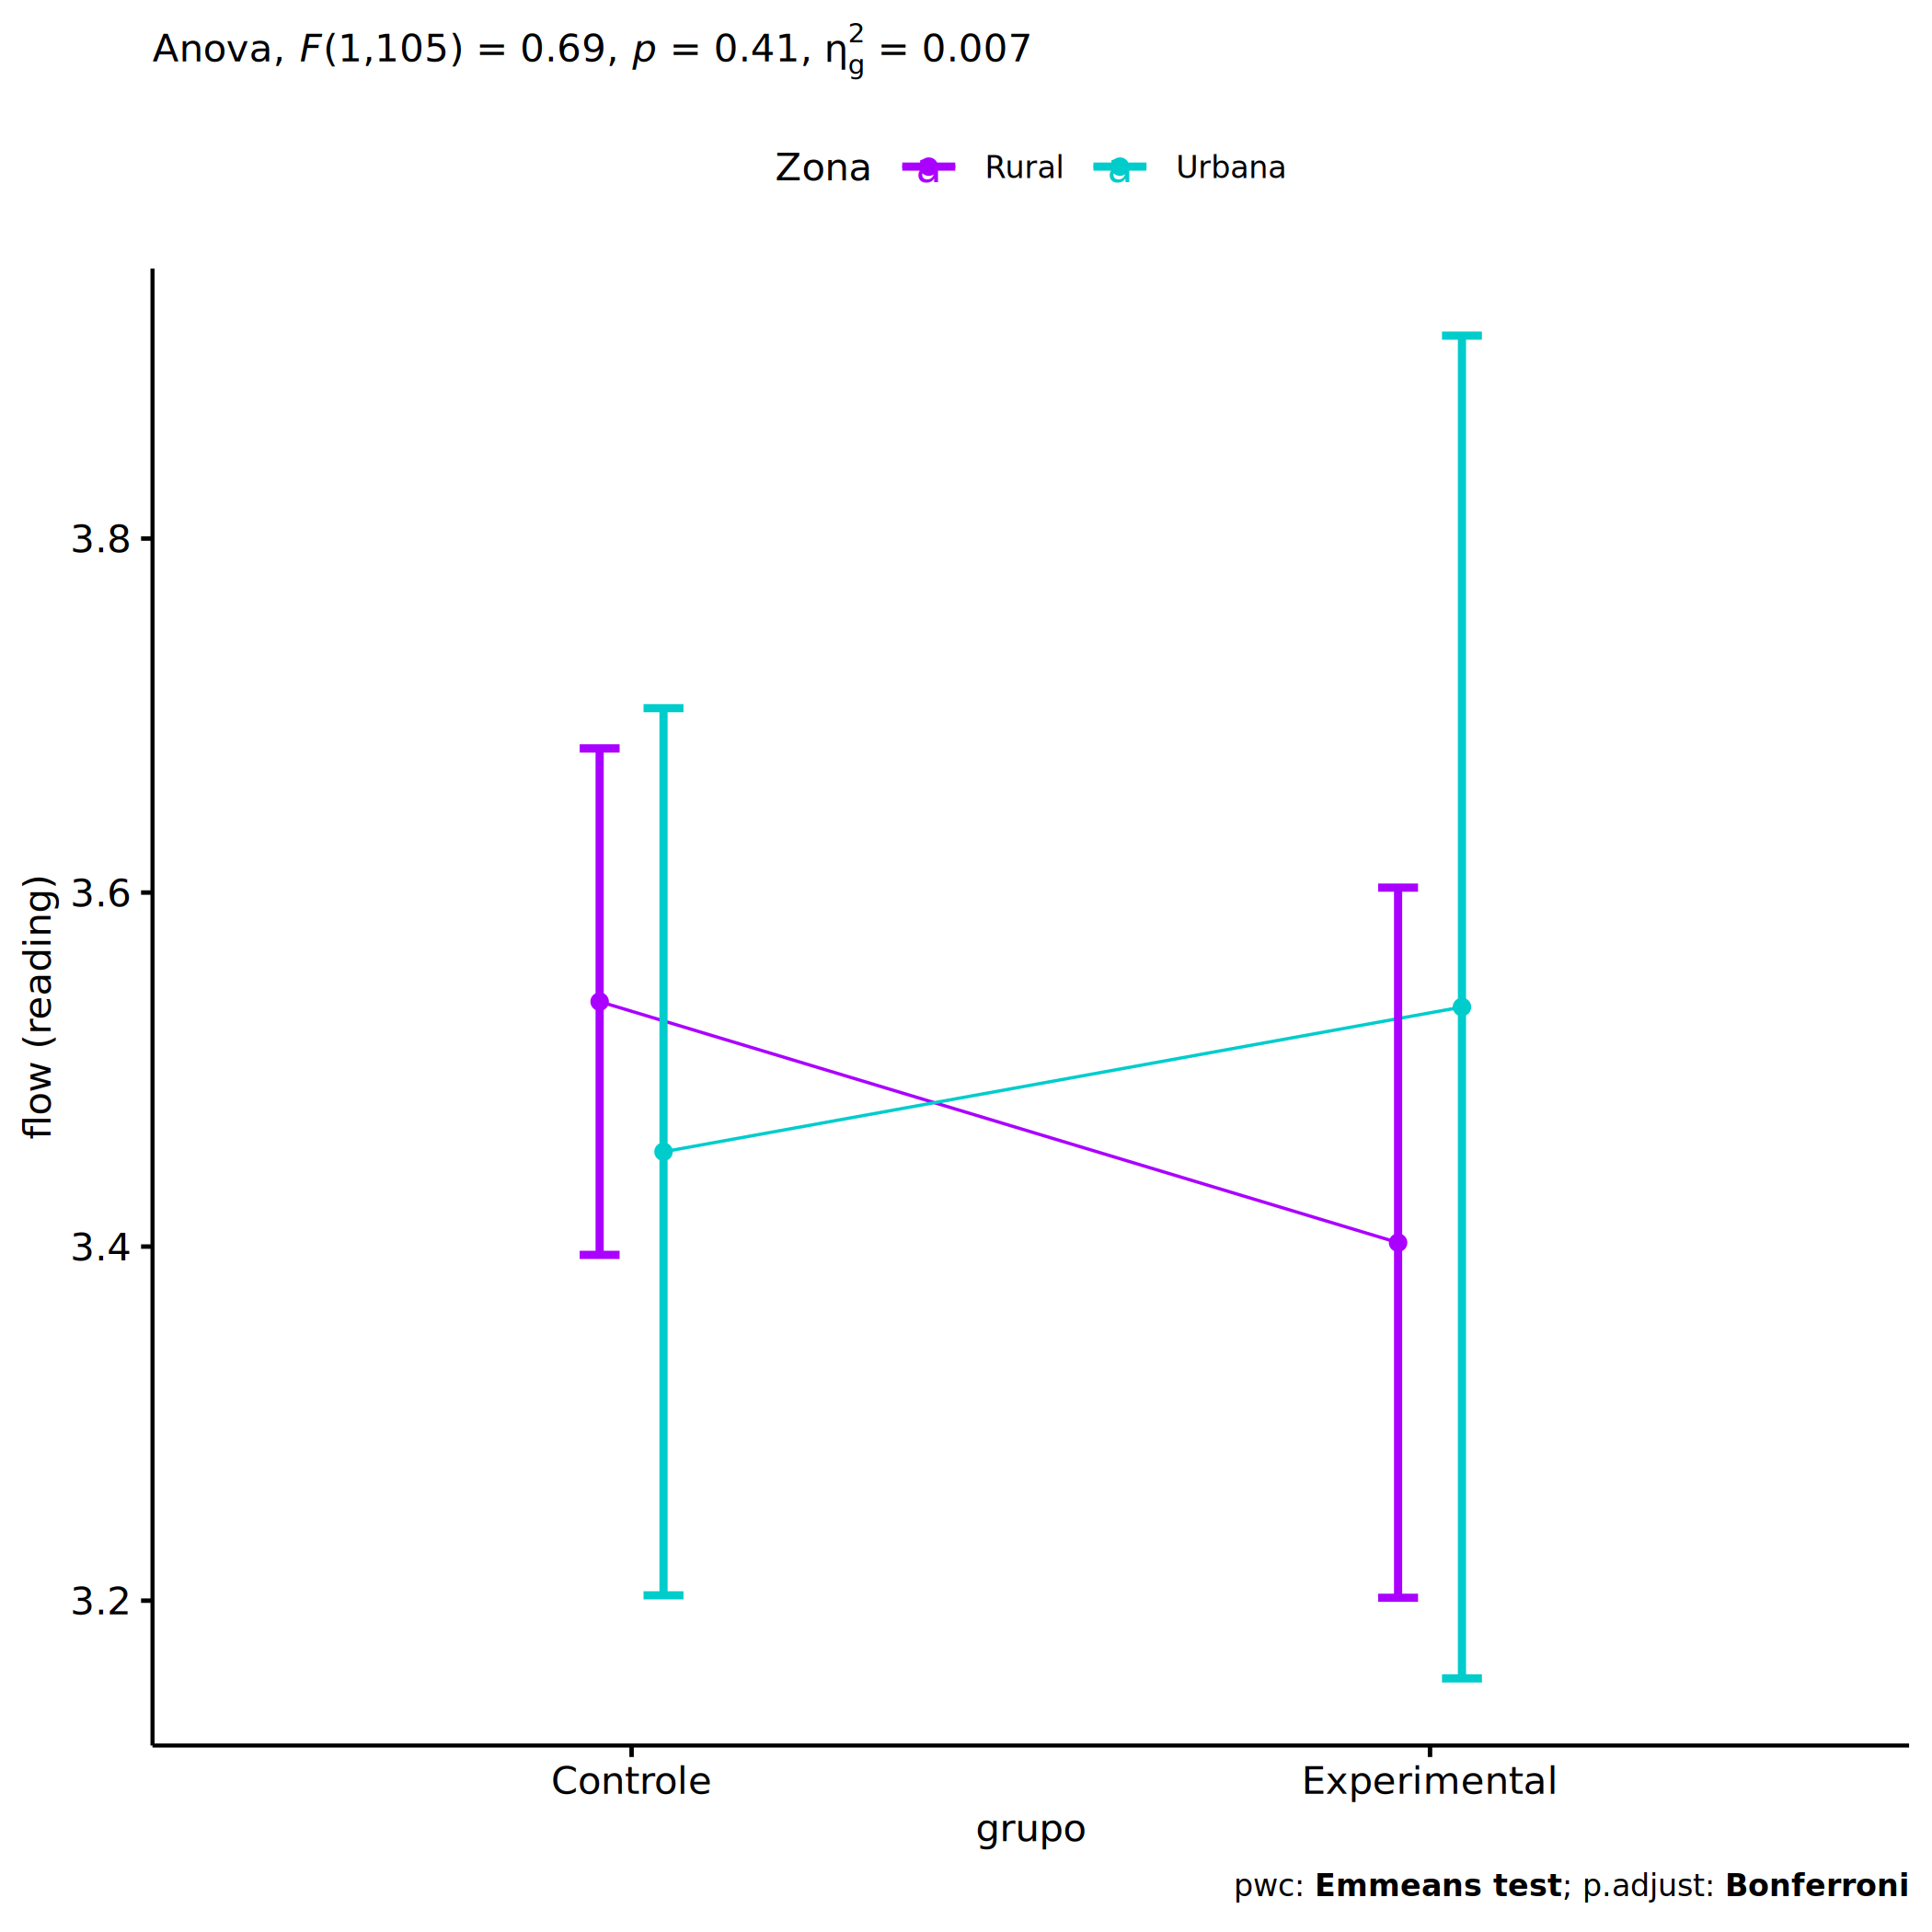 Anova, F(1,105) = 0.69, p = 0.41, η²g = 0.007
Zona a Rural a Urbana
3.8
3.6
3.4
3.2
flow (reading)
Controle Experimental
grupo
pwc: Emmeans test; p.adjust: Bonferroni